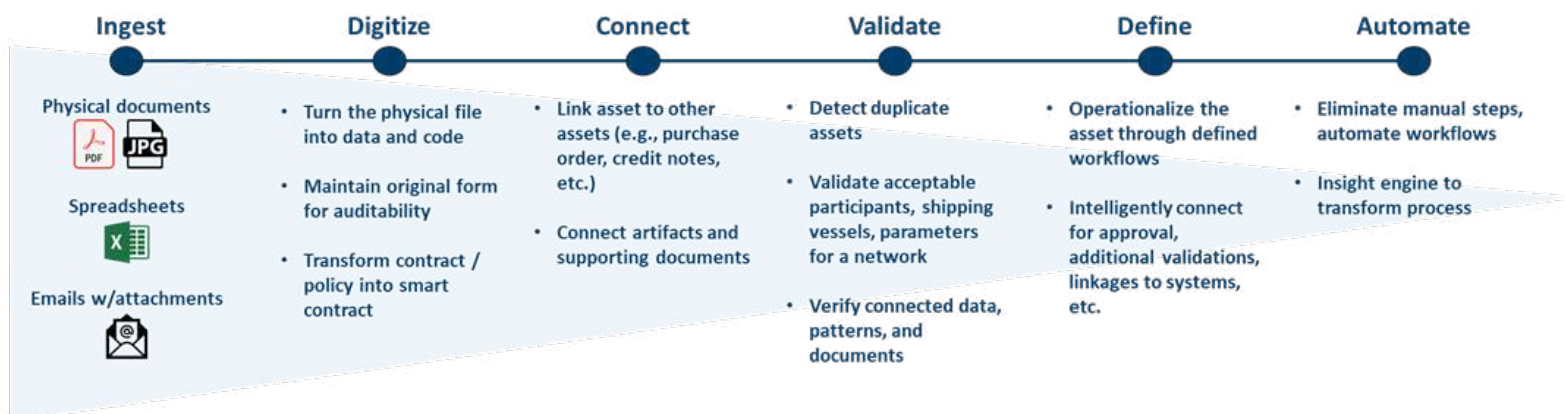 Ingest
Digitize
Connect
Validate
Define
Automate
Physical documents
PDF
JPG
Spreadsheets
X
Emails w/attachments
@
• Turn the physical file
into data and code
• Maintain original form
for auditability
• Transform contract /
policy into smart
contract
• Link asset to other
assets (e.g., purchase
order, credit notes,
etc.)
• Connect artifacts and
supporting documents
• Detect duplicate
assets
• Validate acceptable
participants, shipping
vessels, parameters
for a network
• Verify connected data,
patterns, and
documents
• Operationalize the
asset through defined
workflows
• Intelligently connect
for approval,
additional validations,
linkages to systems,
etc.
• Eliminate manual steps,
automate workflows
• Insight engine to
transform process